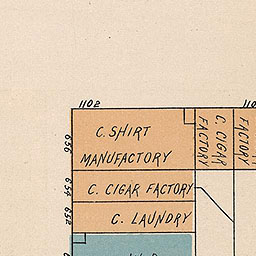 1102
C. SHIRT
MANUFACTORY
C. CIGAR
FACTORY
FACTORY
656
654
C. CIGAR FACTORY
652
C. LAUNDRY